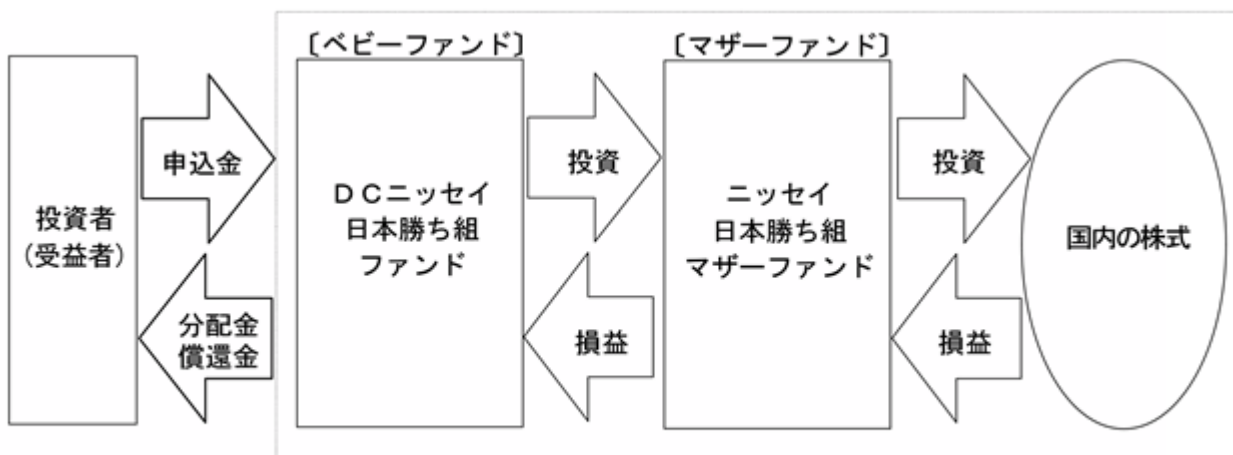 〔ベビーファンド〕
〔マザーファンド〕
投資者
（受益者）
申込金
分配金
償還金
ＤＣニッセイ
日本勝ち組
ファンド
投資
損益
ニッセイ
日本勝ち組
マザーファンド
投資
損益
国内の株式